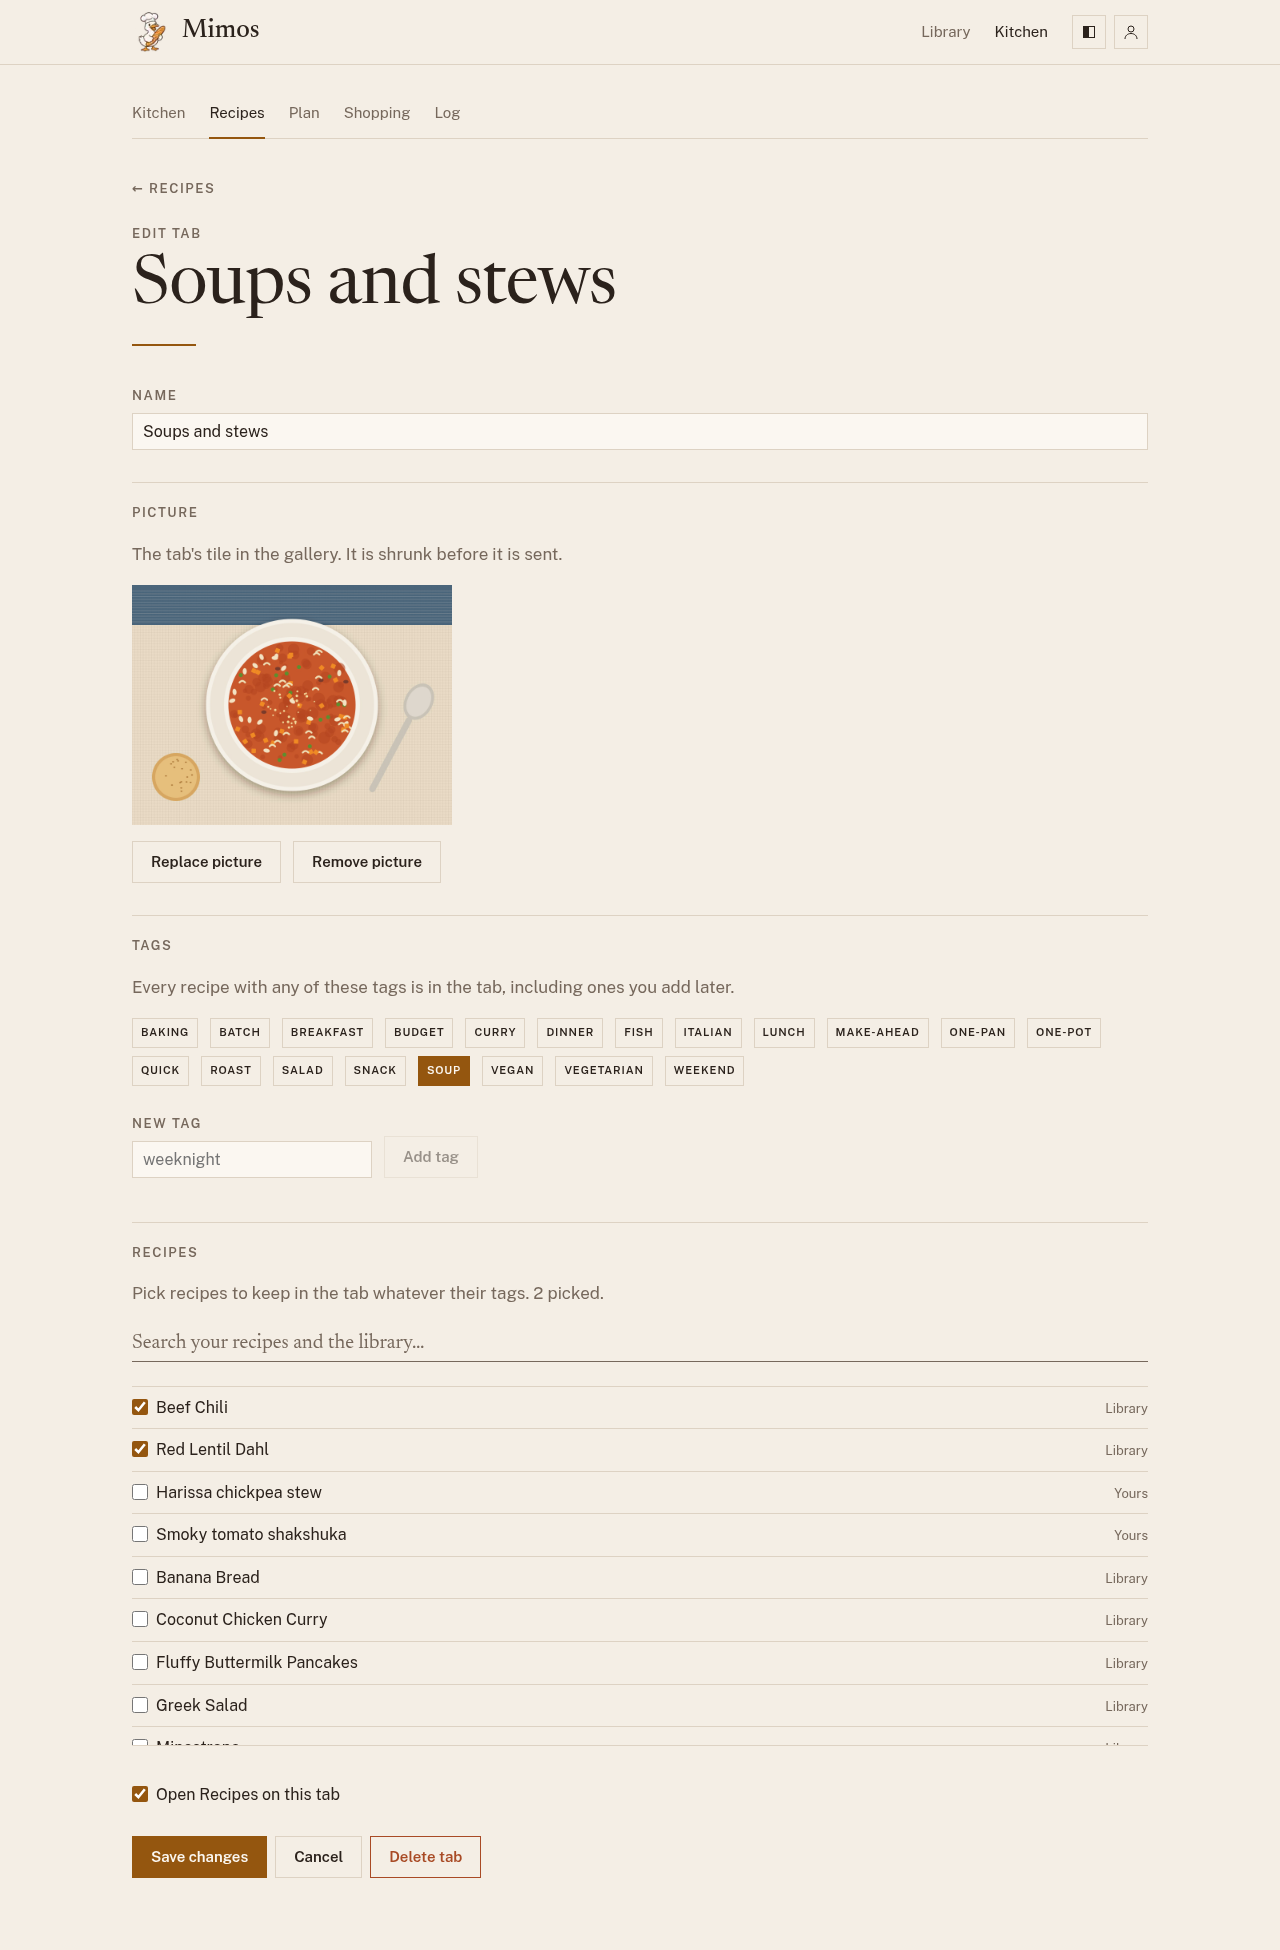 Mimos
Library Kitchen
Kitchen Recipes Plan Shopping Log
← RECIPES
EDIT TAB
Soups and stews
NAME
Soups and stews
PICTURE
The tab's tile in the gallery. It is shrunk before it is sent.
Replace picture Remove picture
TAGS
Every recipe with any of these tags is in the tab, including ones you add later.
BAKING BATCH BREAKFAST BUDGET CURRY DINNER FISH ITALIAN LUNCH MAKE-AHEAD ONE-PAN ONE-POT
QUICK ROAST SALAD SNACK SOUP VEGAN VEGETARIAN WEEKEND
NEW TAG
weeknight Add tag
RECIPES
Pick recipes to keep in the tab whatever their tags. 2 picked.
Search your recipes and the library...
Beef Chili Library
Red Lentil Dahl Library
Harissa chickpea stew Yours
Smoky tomato shakshuka Yours
Banana Bread Library
Coconut Chicken Curry Library
Fluffy Buttermilk Pancakes Library
Greek Salad Library
Open Recipes on this tab
Save changes Cancel Delete tab